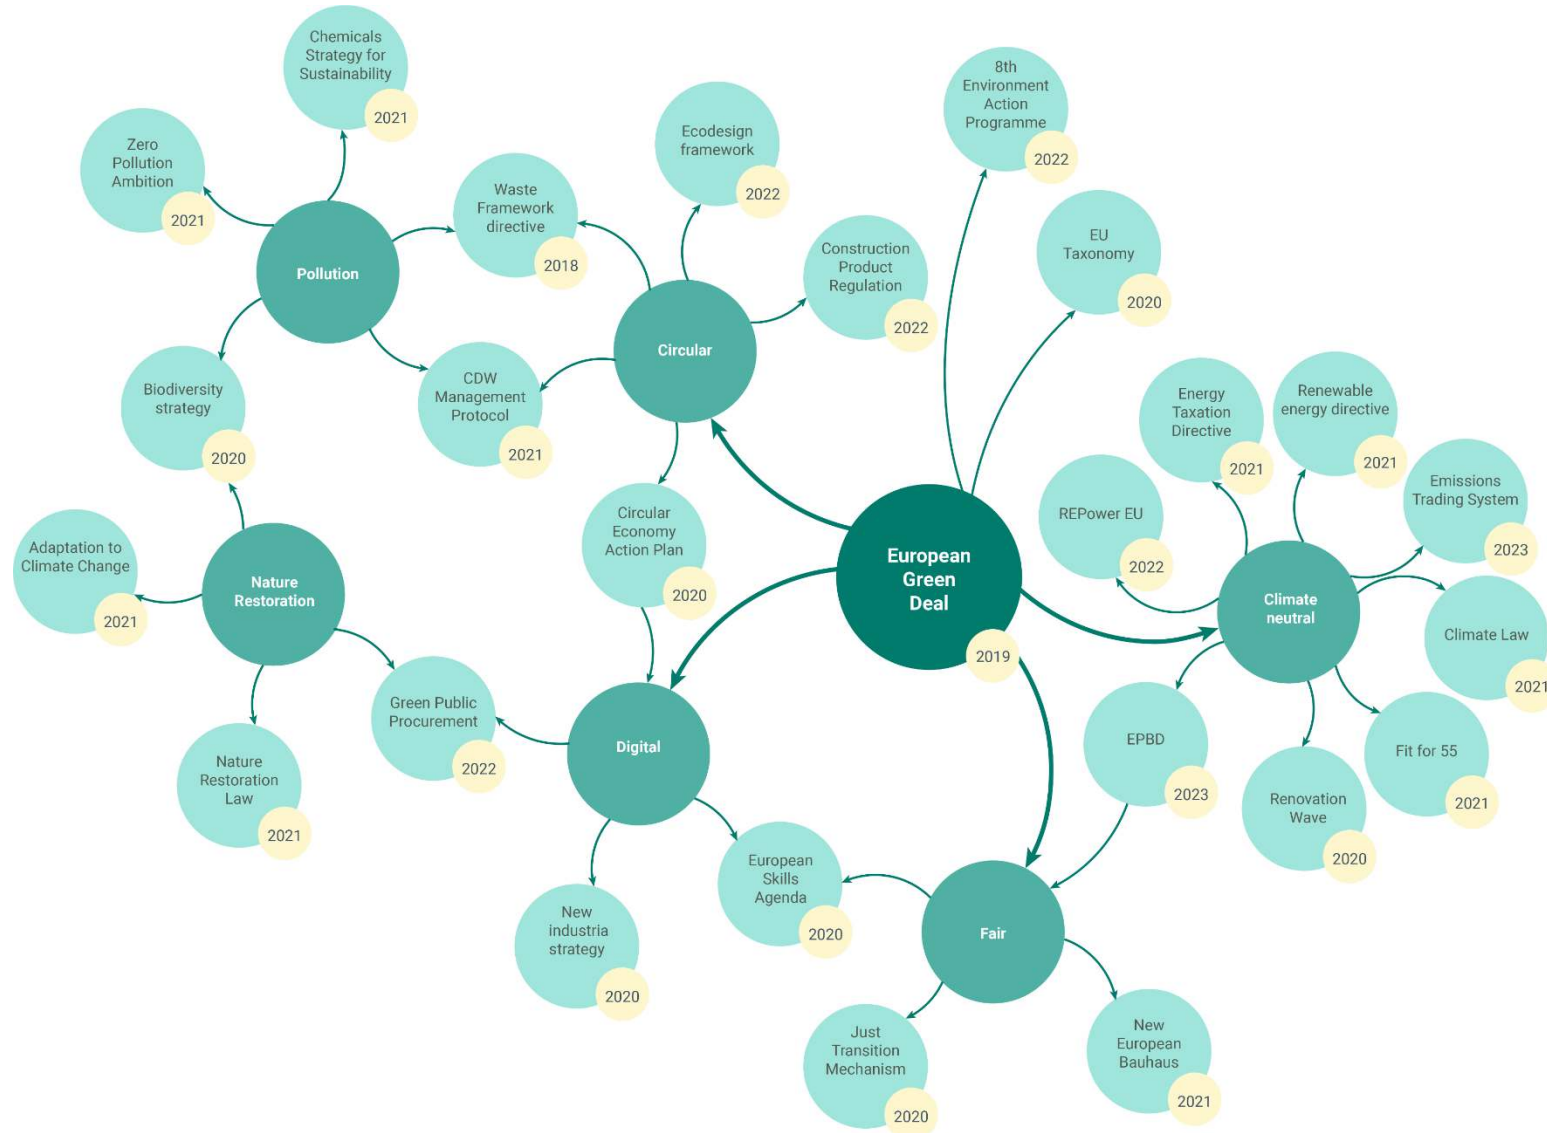 Chemicals
Strategy for
Sustainability
2021
8th
Environment
Action
Programme
2022
Zero
Pollution
Ambition
2021
Ecodesign
framework
2022
Waste
Framework
directive
2018
EU
Taxonomy
2020
Construction
Product
Regulation
2022
Pollution
Circular
Biodiversity
strategy
2020
CDW
Management
Protocol
2021
Energy
Taxation
Directive
2021
Renewable
energy directive
2021
Emissions
Trading System
2023
REPower EU
2022
Circular
Economy
Action Plan
2020
European
Green
Deal
2019
Adaptation to
Climate Change
2021
Nature
Restoration
Climate
neutral
Climate Law
2021
Green Public
Procurement
2022
Digital
EPBD
2023
Fit for 55
2021
Nature
Restoration
Law
2021
Renovation
Wave
2020
European
Skills
Agenda
2020
New
industria
strategy
2020
Fair
Just
Transition
Mechanism
2020
New
European
Bauhaus
2021